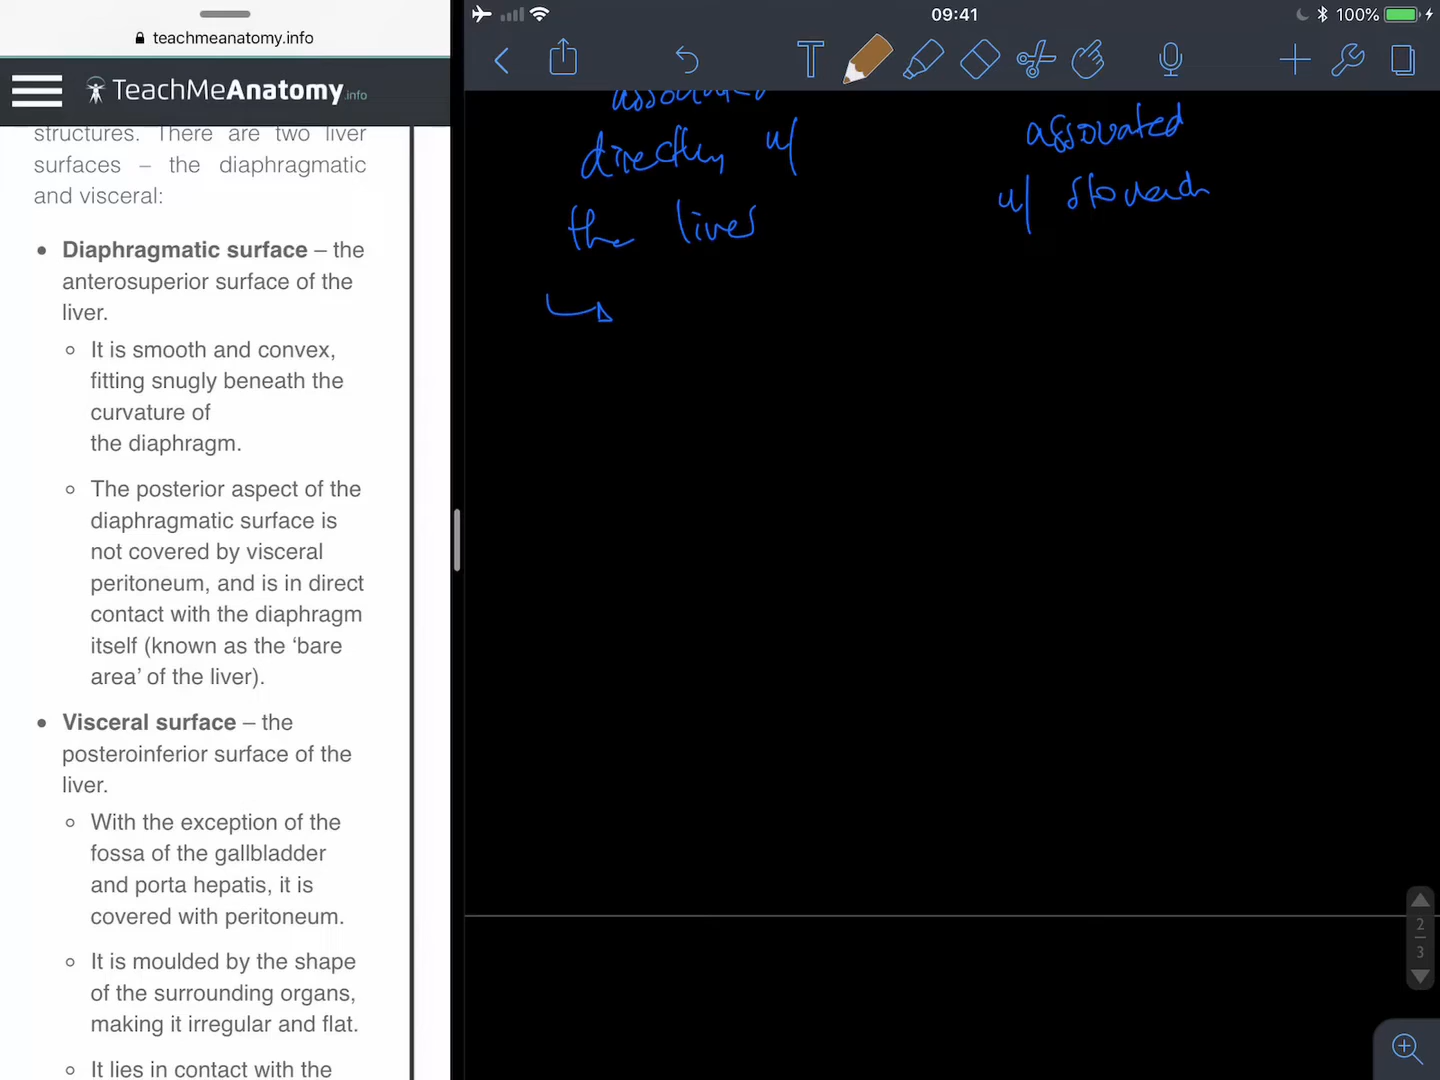 teachmeanatomy.info
TeachMeAnatomy.info
structures. There are two liver
surfaces – the diaphragmatic
and visceral:
Diaphragmatic surface – the
anterosuperior surface of the
liver.
It is smooth and convex,
fitting snugly beneath the
curvature of
the diaphragm.
The posterior aspect of the
diaphragmatic surface is
not covered by visceral
peritoneum, and is in direct
contact with the diaphragm
itself (known as the ‘bare
area’ of the liver).
Visceral surface – the
posteroinferior surface of the
liver.
With the exception of the
fossa of the gallbladder
and porta hepatis, it is
covered with peritoneum.
It is moulded by the shape
of the surrounding organs,
making it irregular and flat.
It lies in contact with the
09:41
100%
T
associated
directly w/
the liver
associated
w/ stomach
2
3